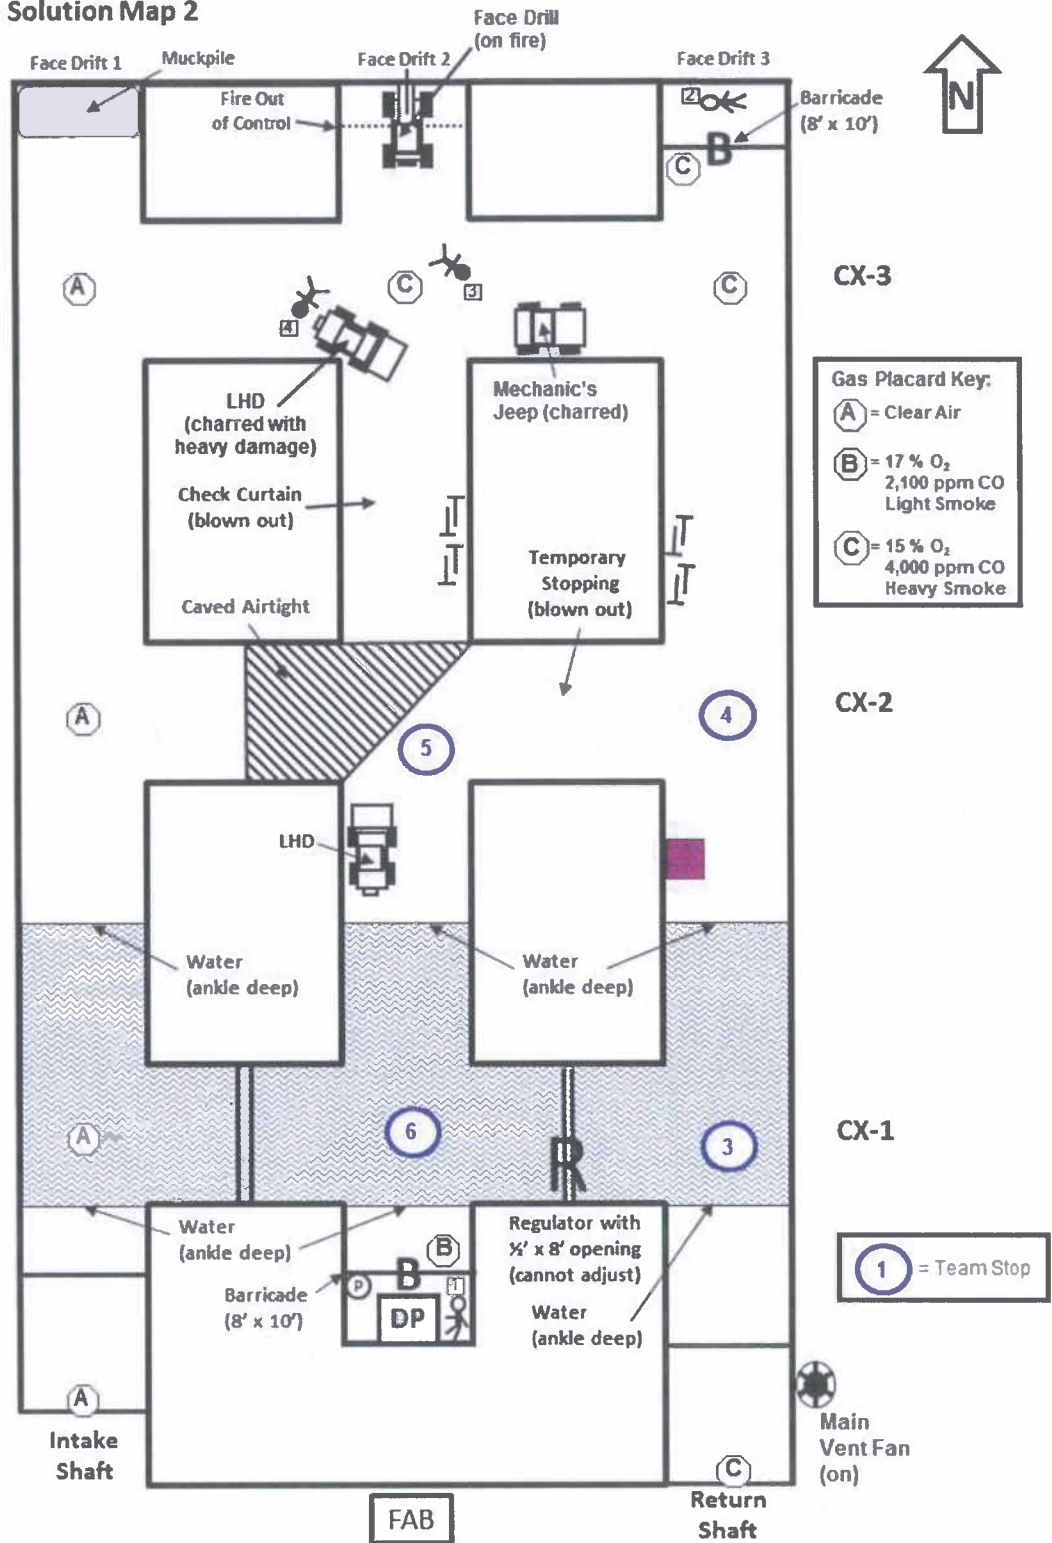 Solution Map 2
Face Drill
(on fire)
Face Drift 1
Muckpile
Face Drift 2
Face Drift 3
N
Fire Out
of Control
2
Barricade
(8' x 10')
B
C
A
C
3
C
CX-3
4
LHD
(charred with
heavy damage)
Mechanic's
Jeep (charred)
Gas Placard Key:
A = Clear Air
B = 17 % O₂
2,100 ppm CO
Light Smoke
C = 15 % O₂
4,000 ppm CO
Heavy Smoke
Check Curtain
(blown out)
Temporary
Stopping
(blown out)
Caved Airtight
A
5
4
CX-2
LHD
Water
(ankle deep)
Water
(ankle deep)
A
6
R
3
CX-1
Water
(ankle deep)
B
Regulator with
½' x 8' opening
(cannot adjust)
1 = Team Stop
Barricade
(8' x 10')
P
B
1
DP
Water
(ankle deep)
A
Intake
Shaft
C
Return
Shaft
Main
Vent Fan
(on)
FAB